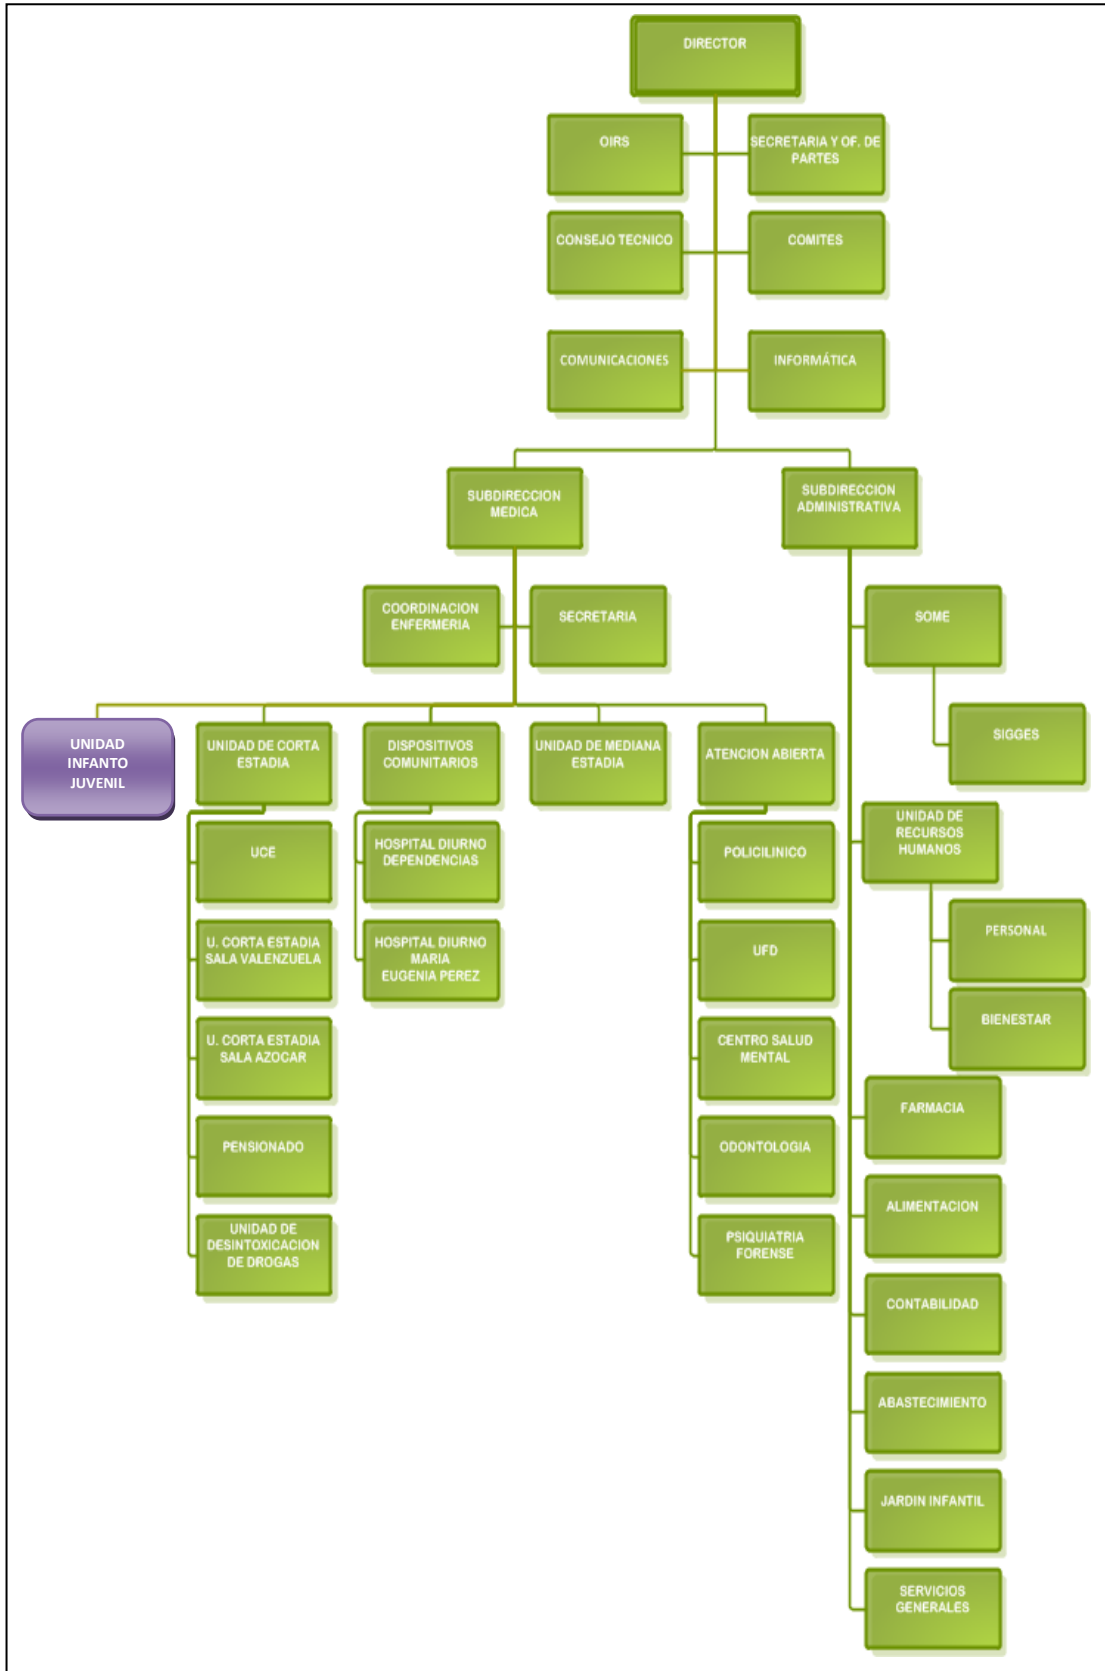 DIRECTOR
OIRS
SECRETARIA Y OF. DE
PARTES
CONSEJO TECNICO
COMITES
COMUNICACIONES
INFORMÁTICA
SUBDIRECCION
MEDICA
SUBDIRECCION
ADMINISTRATIVA
COORDINACION
ENFERMERIA
SECRETARIA
SOME
SIGGES
UNIDAD
INFANTO
JUVENIL
UNIDAD DE CORTA
ESTADIA
DISPOSITIVOS
COMUNITARIOS
UNIDAD DE MEDIANA
ESTADIA
ATENCION ABIERTA
UCE
U. CORTA ESTADIA
SALA VALENZUELA
U. CORTA ESTADIA
SALA AZOCAR
PENSIONADO
UNIDAD DE
DESINTOXICACION
DE DROGAS
HOSPITAL DIURNO
DEPENDENCIAS
HOSPITAL DIURNO
MARIA
EUGENIA PEREZ
POLICILINICO
UFD
CENTRO SALUD
MENTAL
ODONTOLOGIA
PSIQUIATRIA
FORENSE
UNIDAD DE
RECURSOS
HUMANOS
PERSONAL
BIENESTAR
FARMACIA
ALIMENTACION
CONTABILIDAD
ABASTECIMIENTO
JARDIN INFANTIL
SERVICIOS
GENERALES